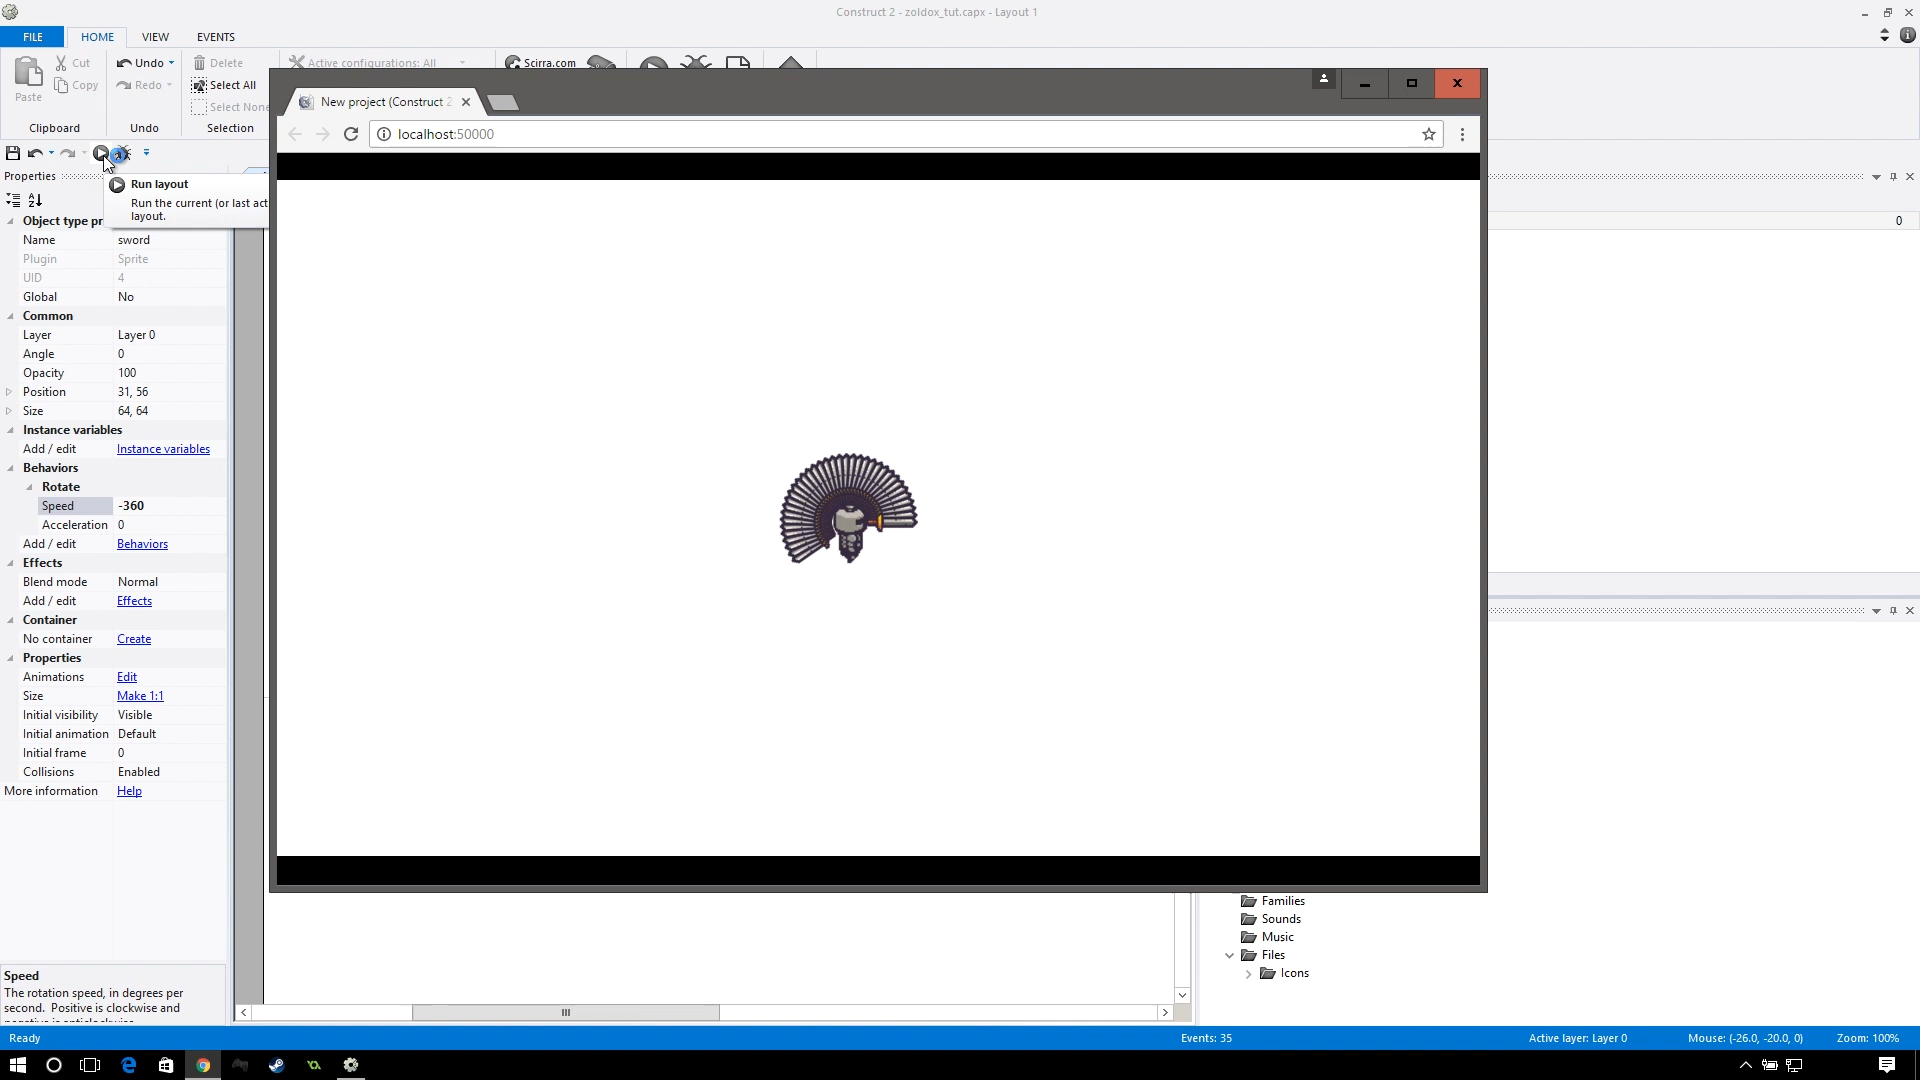 Construct 2 - zoldox_tut.capx - Layout 1
FILE
HOME
VIEW
EVENTS
Paste
Cut
Copy
Clipboard
Undo
Redo
Undo
Delete
Select All
Select None
Selection
Active configurations: All
Scirra.com
New project (Construct 2
localhost:50000
Properties
Run layout
Run the current (or last act
layout.
Object type pr
Name sword
Plugin Sprite
UID 4
Global No
Common
Layer Layer 0
Angle 0
Opacity 100
Position 31, 56
Size 64, 64
Instance variables
Add / edit Instance variables
Behaviors
Rotate
Speed -360
Acceleration 0
Add / edit Behaviors
Effects
Blend mode Normal
Add / edit Effects
Container
No container Create
Properties
Animations Edit
Size Make 1:1
Initial visibility Visible
Initial animation Default
Initial frame 0
Collisions Enabled
More information Help
Speed
The rotation speed, in degrees per
second. Positive is clockwise and
0
Families
Sounds
Music
Files
Icons
Ready
Events: 35
Active layer: Layer 0
Mouse: (-26.0, -20.0, 0)
Zoom: 100%